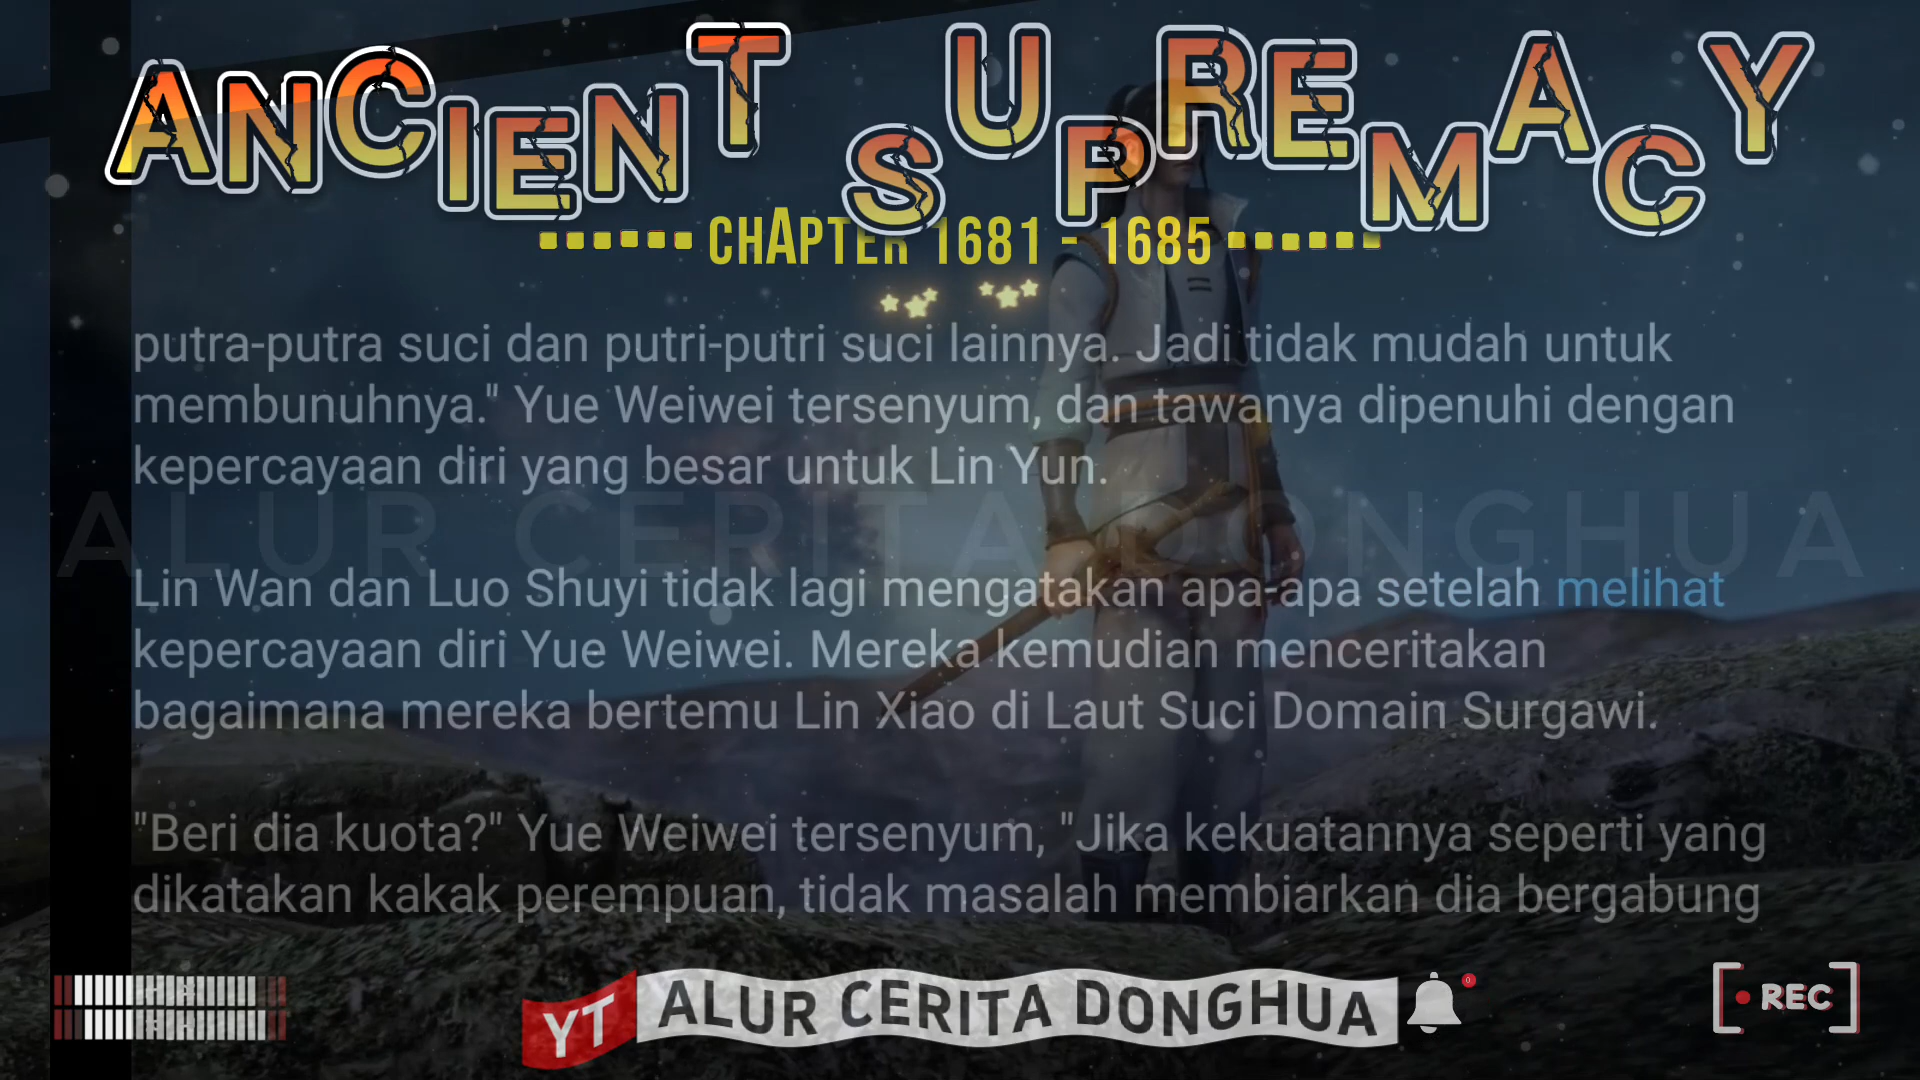 ANCIENT SUPREMACY
CHAPTER 1681 - 1685
putra-putra suci dan putri-putri suci lainnya. Jadi tidak mudah untuk
membunuhnya." Yue Weiwei tersenyum, dan tawanya dipenuhi dengan
kepercayaan diri yang besar untuk Lin Yun.
ALUR CERITA DONGHUA
Lin Wan dan Luo Shuyi tidak lagi mengatakan apa-apa setelah melihat
kepercayaan diri Yue Weiwei. Mereka kemudian menceritakan
bagaimana mereka bertemu Lin Xiao di Laut Suci Domain Surgawi.
"Beri dia kuota?" Yue Weiwei tersenyum, "Jika kekuatannya seperti yang
dikatakan kakak perempuan, tidak masalah membiarkan dia bergabung
YT ALUR CERITA DONGHUA
REC